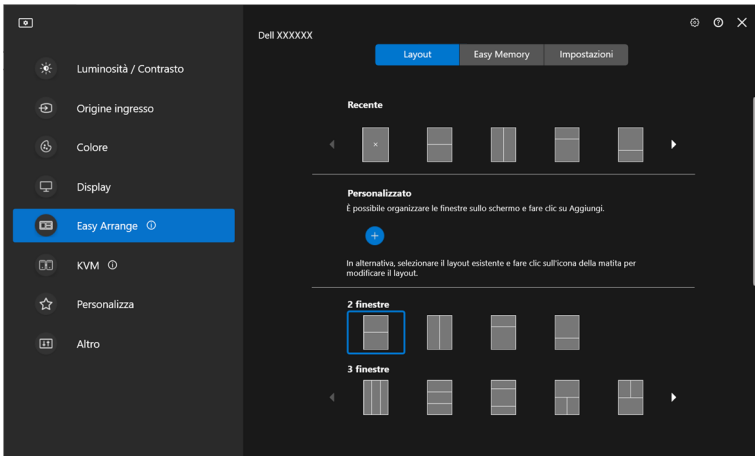 Dell XXXXXX
Layout
Easy Memory
Impostazioni
Luminosità / Contrasto
Origine ingresso
Colore
Display
Easy Arrange
KVM
Personalizza
Altro
Recente
Personalizzato
È possibile organizzare le finestre sullo schermo e fare clic su Aggiungi.
In alternativa, selezionare il layout esistente e fare clic sull'icona della matita per
modificare il layout.
2 finestre
3 finestre